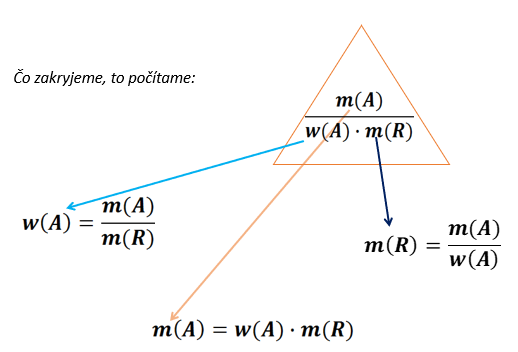 Čo zakryjeme, to počítame:
m(A)
w(A) · m(R)
w(A) = m(A)/m(R)
m(R) = m(A)/w(A)
m(A) = w(A) · m(R)